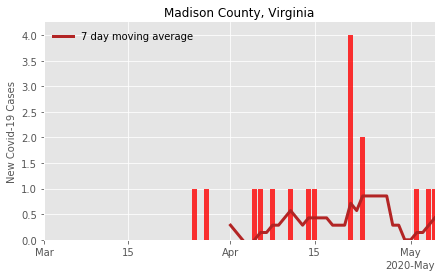 Madison County, Virginia
7 day moving average
New Covid-19 Cases
4.0
3.5
3.0
2.5
2.0
1.5
1.0
0.5
0.0
Mar
15
Apr
15
May
2020-May